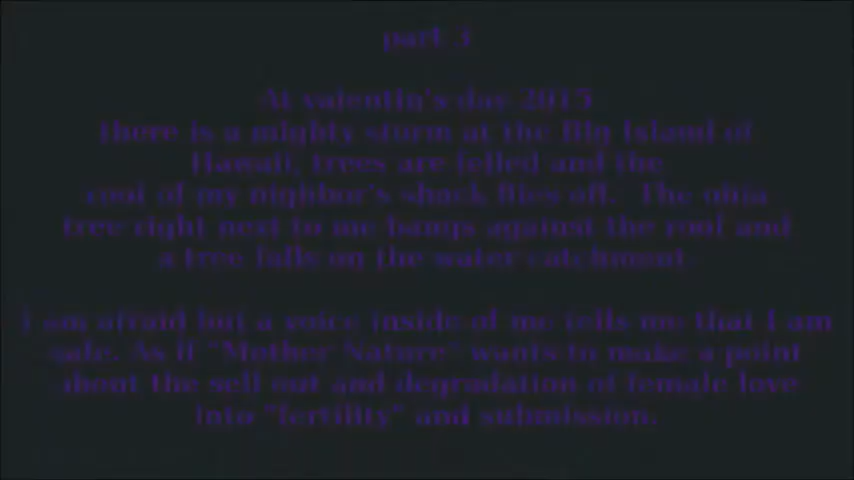 part 3
At valentin's day 2015
there is a mighty storm at the Big Island of
Hawaii, trees are felled and the
roof of my nighbor's shack flies off. The ohia
tree right next to me bangs against the roof and
a tree falls on the water catchment.
I am afraid but a voice inside of me tells me that I am
safe. As if "Mother Nature" wants to make a point
about the sell out and degradation of female love
into "fertility" and submission.